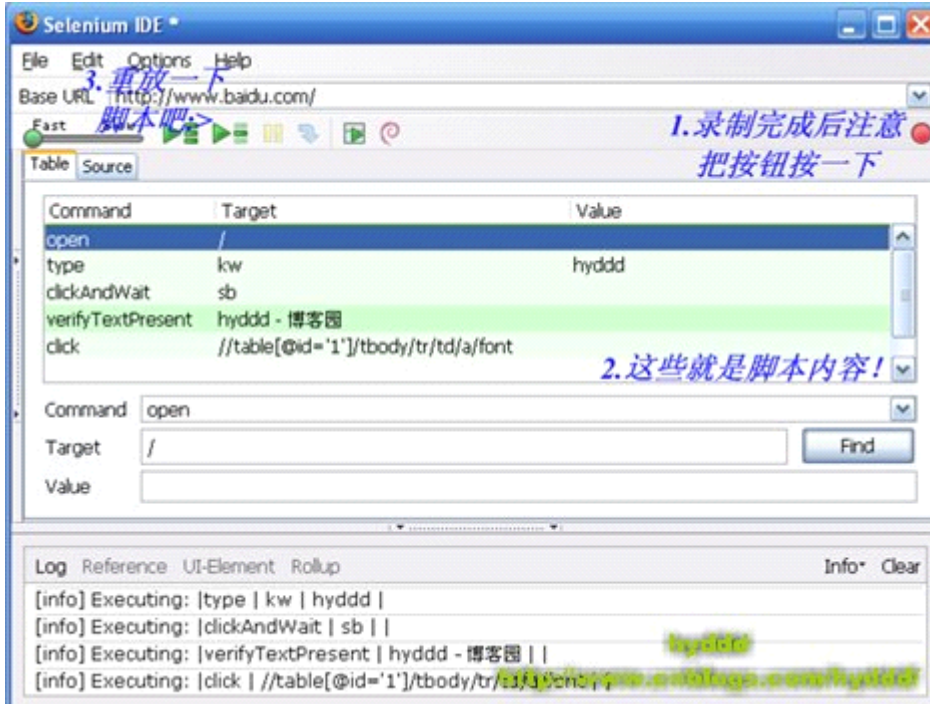 Selenium IDE *
File Edit Options Help
3.重放一下
Base URL http://www.baidu.com/
脚本吧:>
Fast
1.录制完成后注意
把按钮按一下
Table Source
Command Target Value
open /
type kw hyddd
clickAndWait sb
verifyTextPresent hyddd - 博客园
click //table[@id='1']/tbody/tr/td/a/font
2.这些就是脚本内容!
Command open
Target / Find
Value
Log Reference UI-Element Rollup Info Clear
[info] Executing: |type | kw | hyddd |
[info] Executing: |clickAndWait | sb | |
[info] Executing: |verifyTextPresent | hyddd - 博客园 | |
hyddd
[info] Executing: |click | //table[@id='1']/tbody/tr/
http://www.cnblogs.com/hyddd/